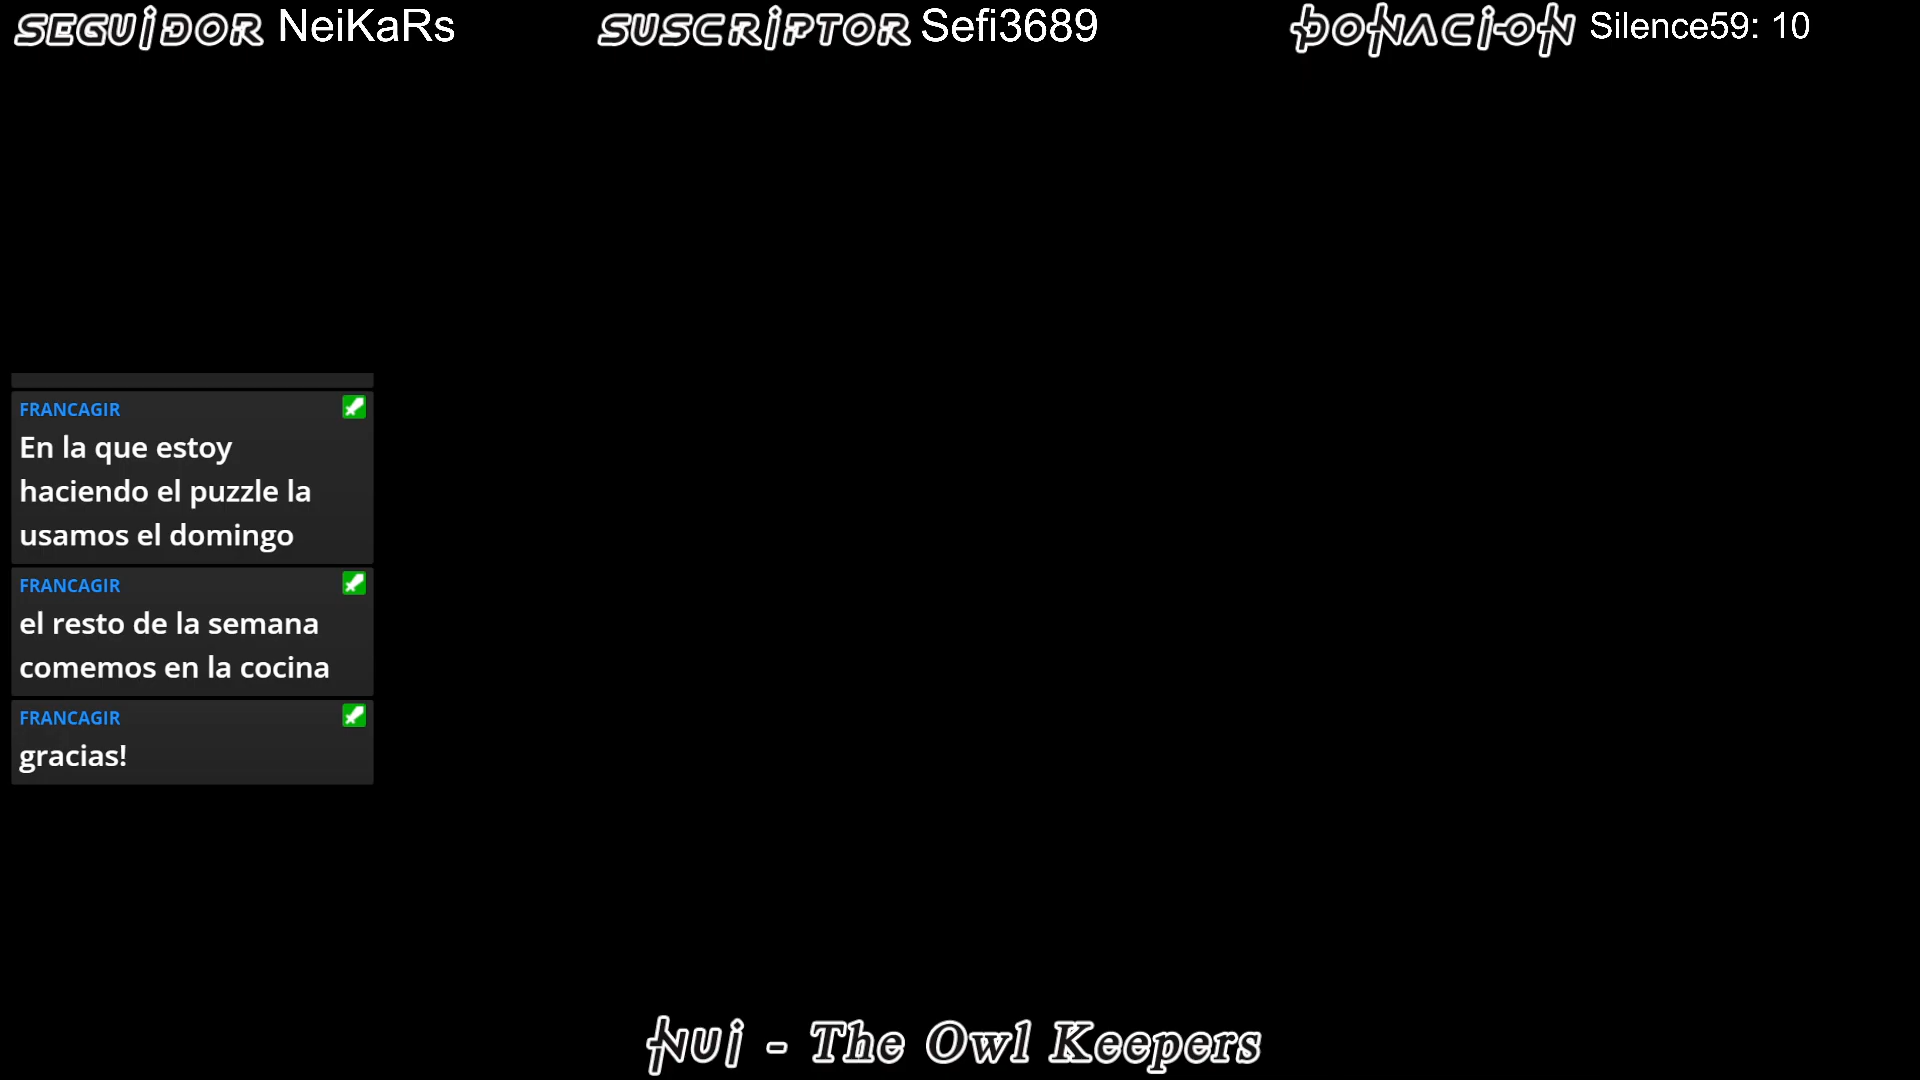 SEGUIDOR NeiKaRs
SUSCRIPTOR Sefi3689
DONACION Silence59: 10
FRANCAGIR
En la que estoy
haciendo el puzzle la
usamos el domingo
FRANCAGIR
el resto de la semana
comemos en la cocina
FRANCAGIR
gracias!
Nui - The Owl Keepers